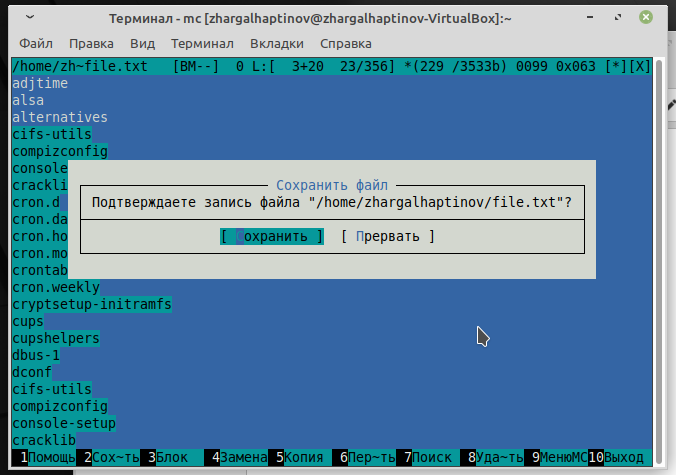 Терминал - mc [zhargalhaptinov@zhargalhaptinov-VirtualBox]:~
Файл Правка Вид Терминал Вкладки Справка
/home/zh~file.txt [BM--] 0 L:[ 3+20 23/356] *(229 /3533b) 0099 0x063 [*][X]
adjtime
alsa
alternatives
cifs-utils
compizconfig
console
crackli
cron.d
cron.da
cron.ho
cron.mo
crontab
cron.weekly
cryptsetup-initramfs
cups
cupshelpers
dbus-1
dconf
cifs-utils
compizconfig
console-setup
cracklib
Сохранить файл
Подтверждаете запись файла "/home/zhargalhaptinov/file.txt"?
[ Сохранить ] [ Прервать ]
1Помощь 2Сох~ть 3Блок 4Замена 5Копия 6Пер~ть 7Поиск 8Уда~ть 9МенюMC 10Выход